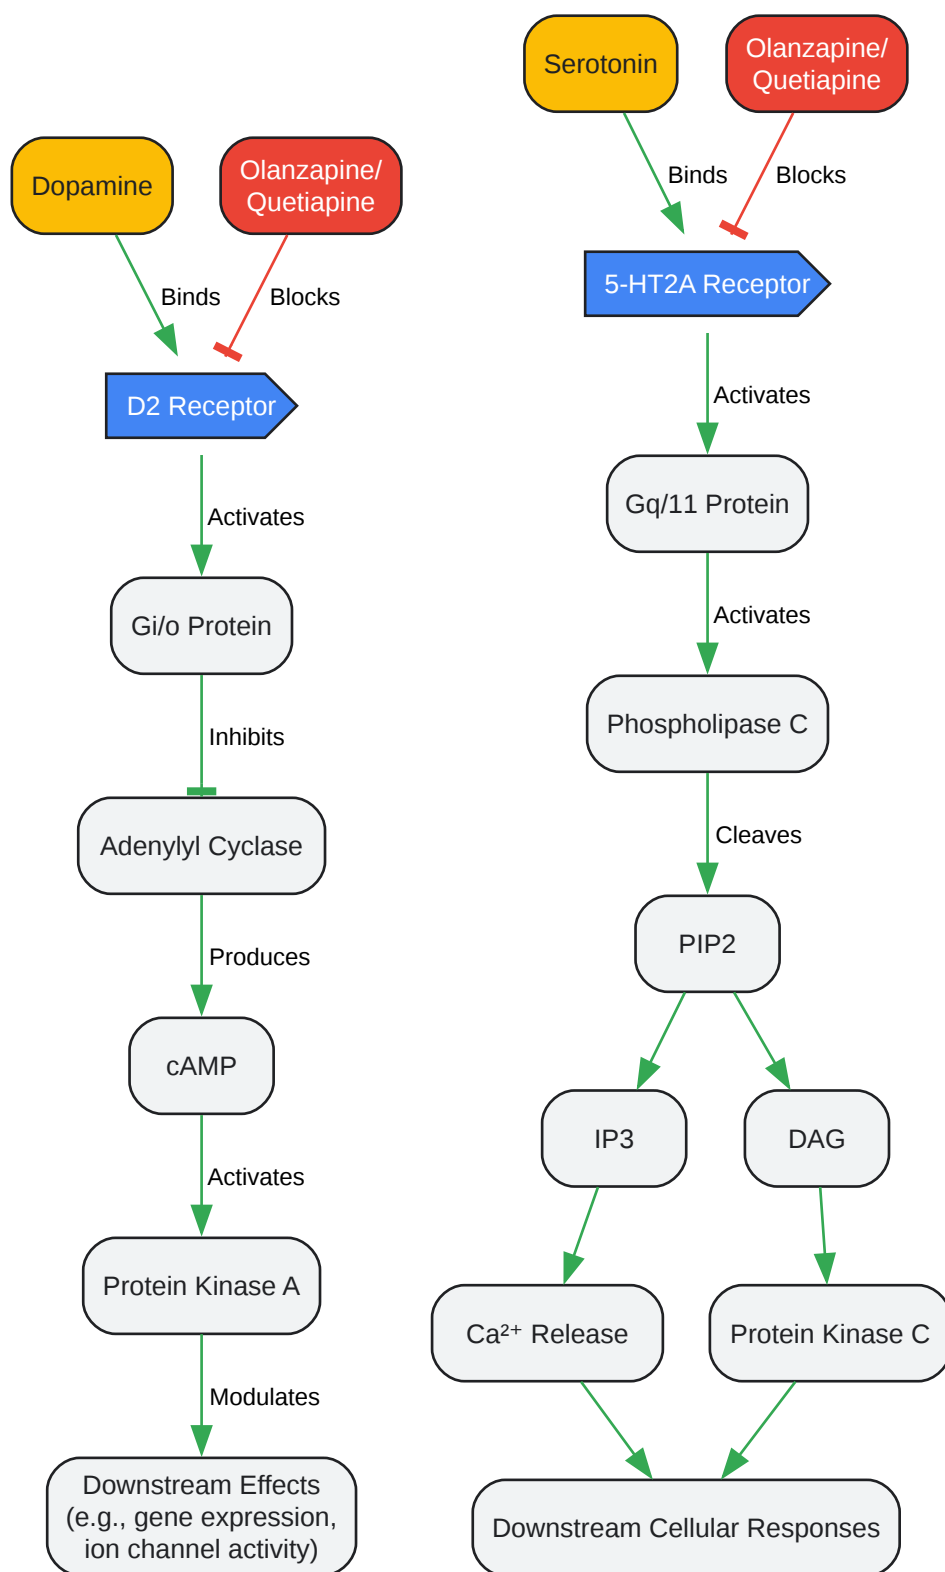 Dopamine
Olanzapine/
Quetiapine
Binds
Blocks
D2 Receptor
Activates
Gi/o Protein
Inhibits
Adenylyl Cyclase
Produces
cAMP
Activates
Protein Kinase A
Modulates
Downstream Effects
(e.g., gene expression,
ion channel activity)
Serotonin
Olanzapine/
Quetiapine
Binds
Blocks
5-HT2A Receptor
Activates
Gq/11 Protein
Activates
Phospholipase C
Cleaves
PIP2
IP3
DAG
Ca²⁺ Release
Protein Kinase C
Downstream Cellular Responses